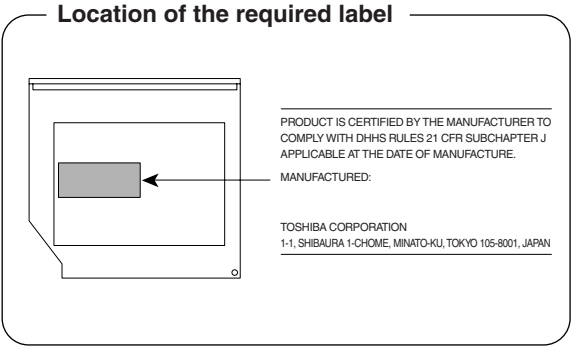 Location of the required label
PRODUCT IS CERTIFIED BY THE MANUFACTURER TO
COMPLY WITH DHHS RULES 21 CFR SUBCHAPTER J
APPLICABLE AT THE DATE OF MANUFACTURE.
MANUFACTURED:
TOSHIBA CORPORATION
1-1, SHIBAURA 1-CHOME, MINATO-KU, TOKYO 105-8001, JAPAN